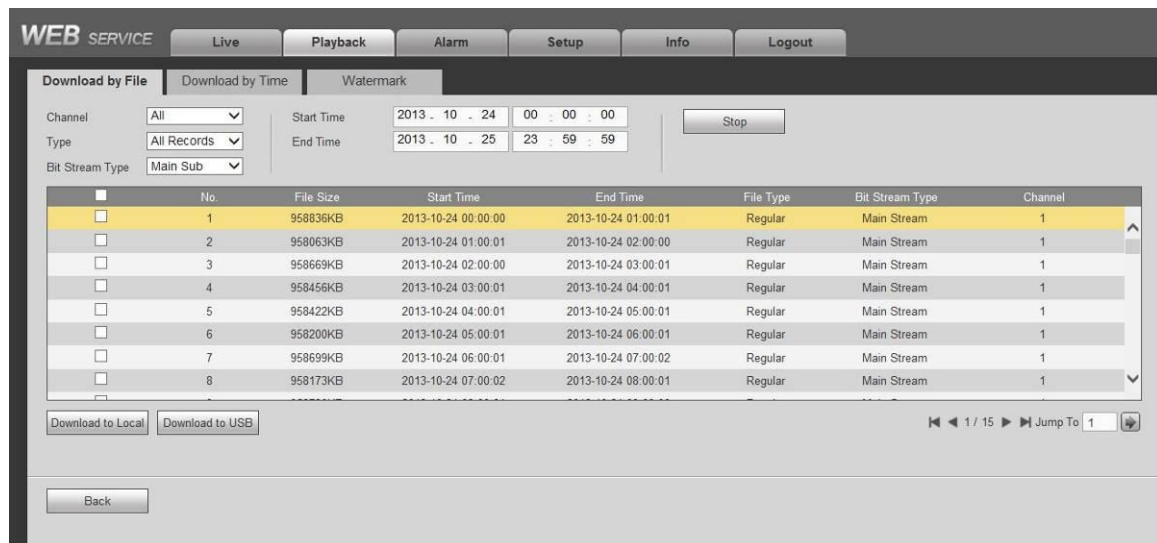 WEB SERVICE Live Playback Alarm Setup Info Logout
Download by File Download by Time Watermark
Channel All Start Time 2013 - 10 - 24 00 : 00 : 00 Stop
Type All Records End Time 2013 - 10 - 25 23 : 59 : 59
Bit Stream Type Main Sub
No. File Size Start Time End Time File Type Bit Stream Type Channel
1 958836KB 2013-10-24 00:00:00 2013-10-24 01:00:01 Regular Main Stream 1
2 958063KB 2013-10-24 01:00:01 2013-10-24 02:00:00 Regular Main Stream 1
3 958669KB 2013-10-24 02:00:00 2013-10-24 03:00:01 Regular Main Stream 1
4 958456KB 2013-10-24 03:00:01 2013-10-24 04:00:01 Regular Main Stream 1
5 958422KB 2013-10-24 04:00:01 2013-10-24 05:00:01 Regular Main Stream 1
6 958200KB 2013-10-24 05:00:01 2013-10-24 06:00:01 Regular Main Stream 1
7 958699KB 2013-10-24 06:00:01 2013-10-24 07:00:02 Regular Main Stream 1
8 958173KB 2013-10-24 07:00:02 2013-10-24 08:00:01 Regular Main Stream 1
Download to Local Download to USB 1 / 15 Jump To 1
Back